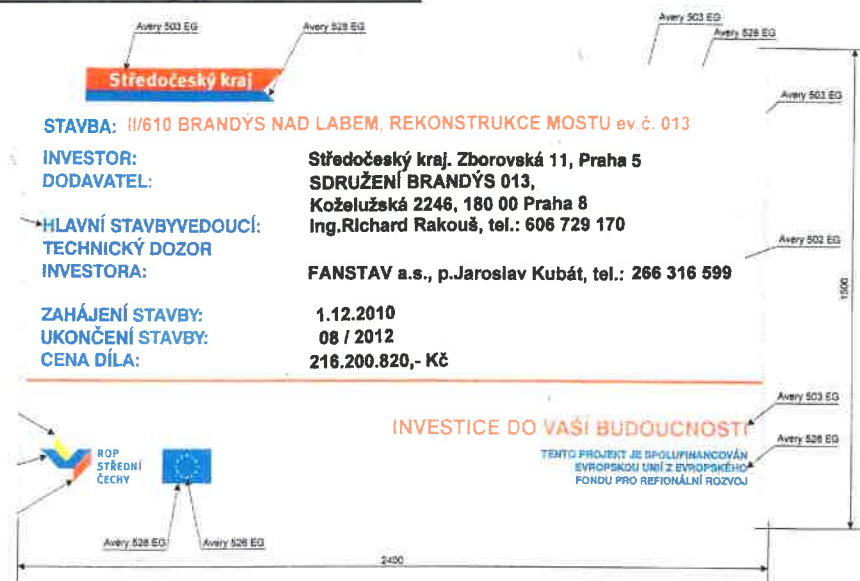 Avery 503 EG
Avery 528 EG
Avery 503 EG
Avery 528 EG
Středočeský kraj
Avery 503 EG
STAVBA: II/610 BRANDÝS NAD LABEM, REKONSTRUKCE MOSTU ev.č. 013
INVESTOR: Středočeský kraj. Zborovská 11, Praha 5
DODAVATEL: SDRUŽENÍ BRANDÝS 013,
Koželužská 2246, 180 00 Praha 8
HLAVNÍ STAVBYVEDOUCÍ: Ing.Richard Rakouš, tel.: 606 729 170
TECHNICKÝ DOZOR
INVESTORA: FANSTAV a.s., p.Jaroslav Kubát, tel.: 266 316 599
Avery 502 EG
1500
ZAHÁJENÍ STAVBY: 1.12.2010
UKONČENÍ STAVBY: 08 / 2012
CENA DÍLA: 216.200.820,- Kč
Avery 503 EG
INVESTICE DO VAŠÍ BUDOUCNOSTI
Avery 526 EG
ROP
STŘEDNÍ
ČECHY
TENTO PROJEKT JE SPOLUFINANCOVÁN
EVROPSKOU UNIÍ Z EVROPSKÉHO
FONDU PRO REFIONÁLNÍ ROZVOJ
Avery 528 EG
Avery 526 EG
2400